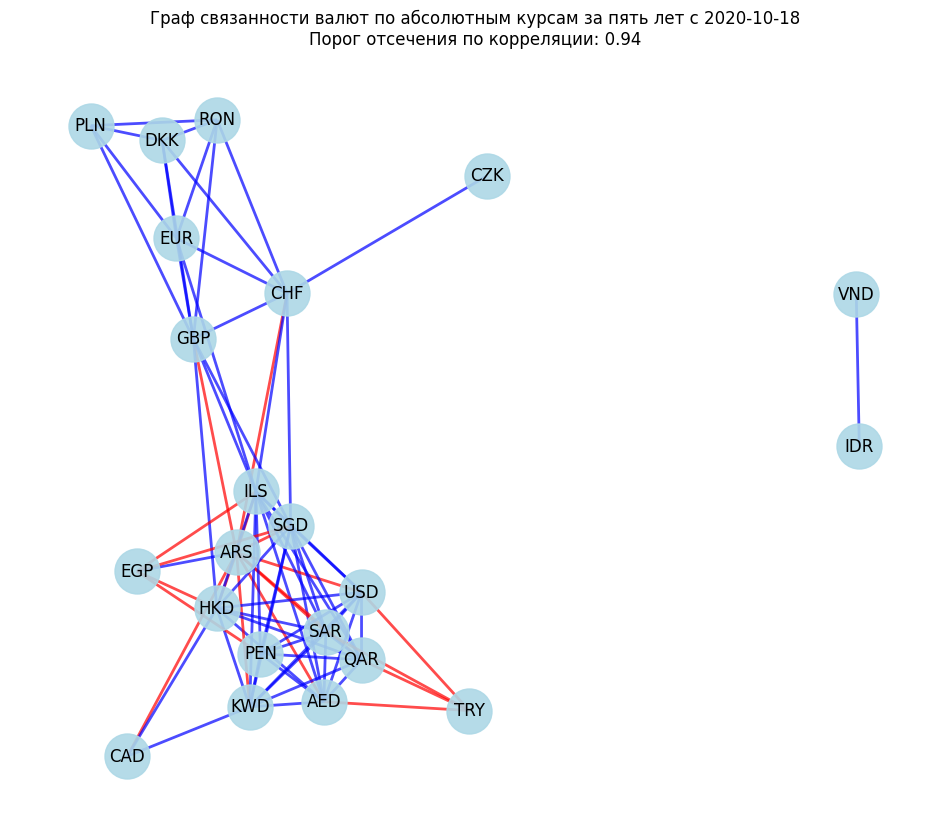 Граф связанности валют по абсолютным курсам за пять лет с 2020-10-18
Порог отсечения по корреляции: 0.94
PLN
DKK
RON
CZK
EUR
CHF
VND
GBP
IDR
ILS
SGD
ARS
EGP
HKD
USD
SAR
PEN
QAR
KWD
AED
TRY
CAD